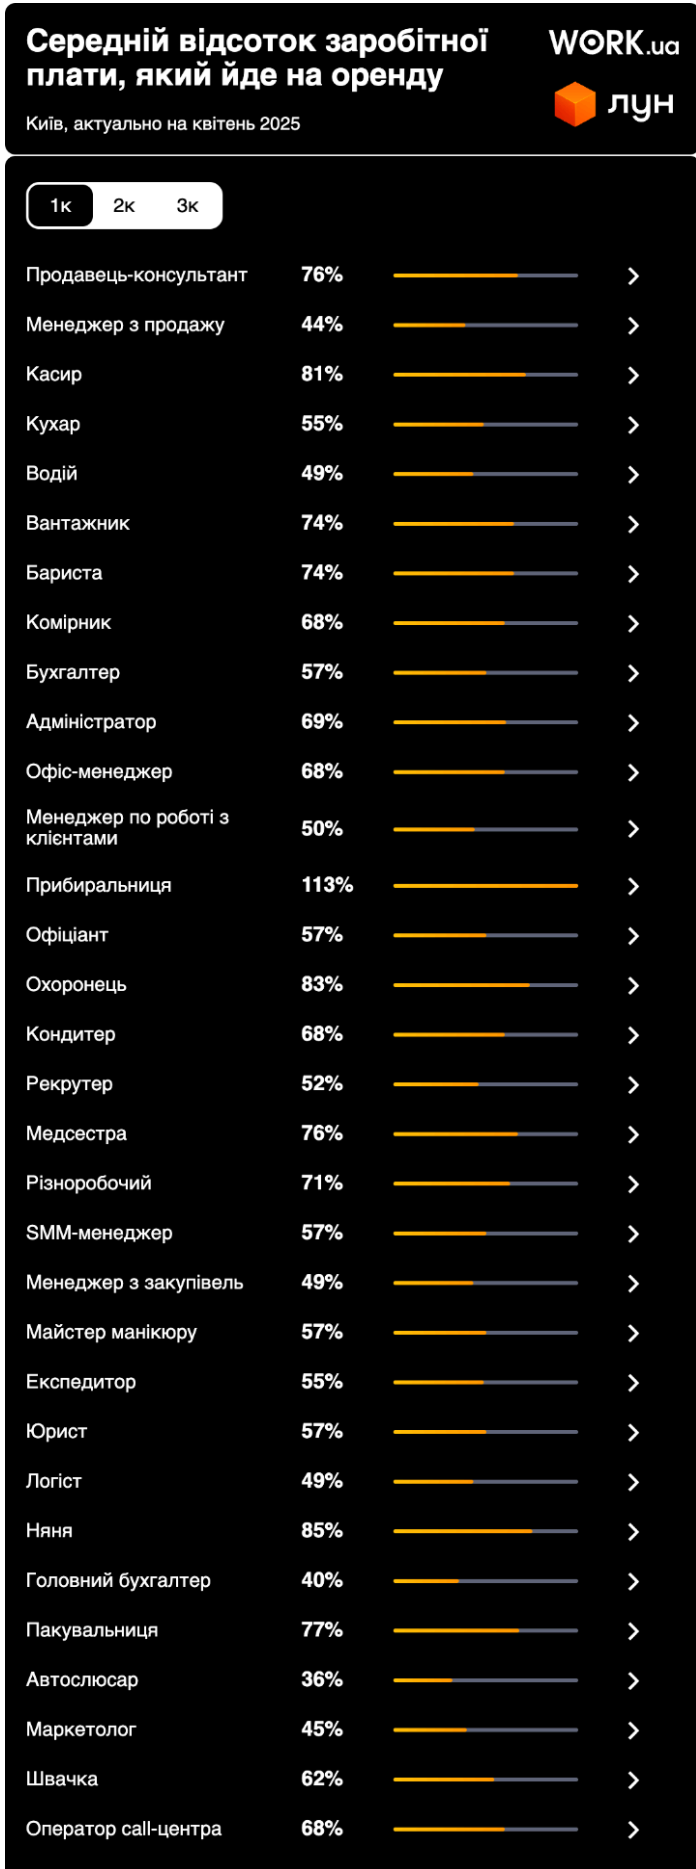 Середній відсоток заробітної
плати, який йде на оренду
WORK.ua
лун
Київ, актуально на квітень 2025
1к 2к 3к
Продавець-консультант 76%
Менеджер з продажу 44%
Касир 81%
Кухар 55%
Водій 49%
Вантажник 74%
Бариста 74%
Комірник 68%
Бухгалтер 57%
Адміністратор 69%
Офіс-менеджер 68%
Менеджер по роботі з
клієнтами 50%
Прибиральниця 113%
Офіціант 57%
Охоронець 83%
Кондитер 68%
Рекрутер 52%
Медсестра 76%
Різноробочий 71%
SMM-менеджер 57%
Менеджер з закупівель 49%
Майстер манікюру 57%
Експедитор 55%
Юрист 57%
Логіст 49%
Няня 85%
Головний бухгалтер 40%
Пакувальниця 77%
Автослюсар 36%
Маркетолог 45%
Швачка 62%
Оператор call-центра 68%